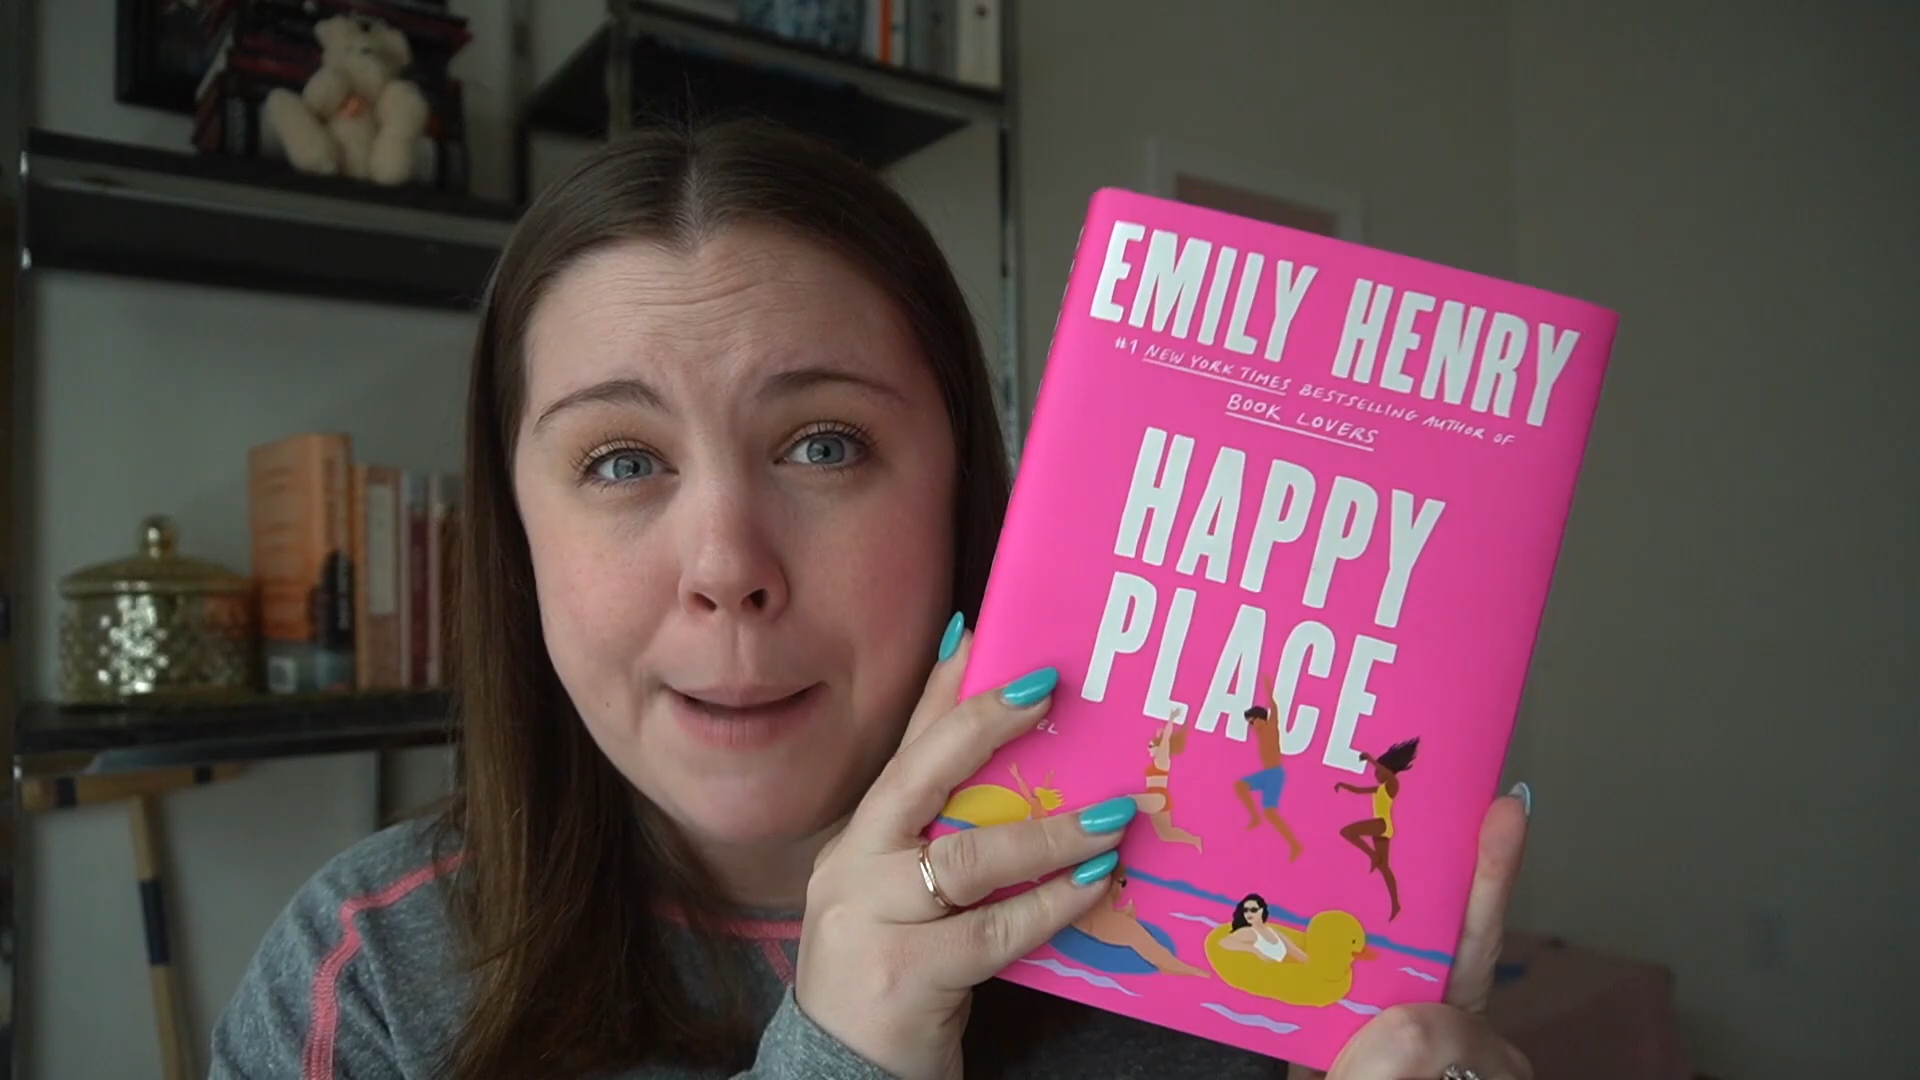 EMILY HENRY
#1 NEW YORK TIMES BESTSELLING AUTHOR OF
BOOK LOVERS
HAPPY
PLACE